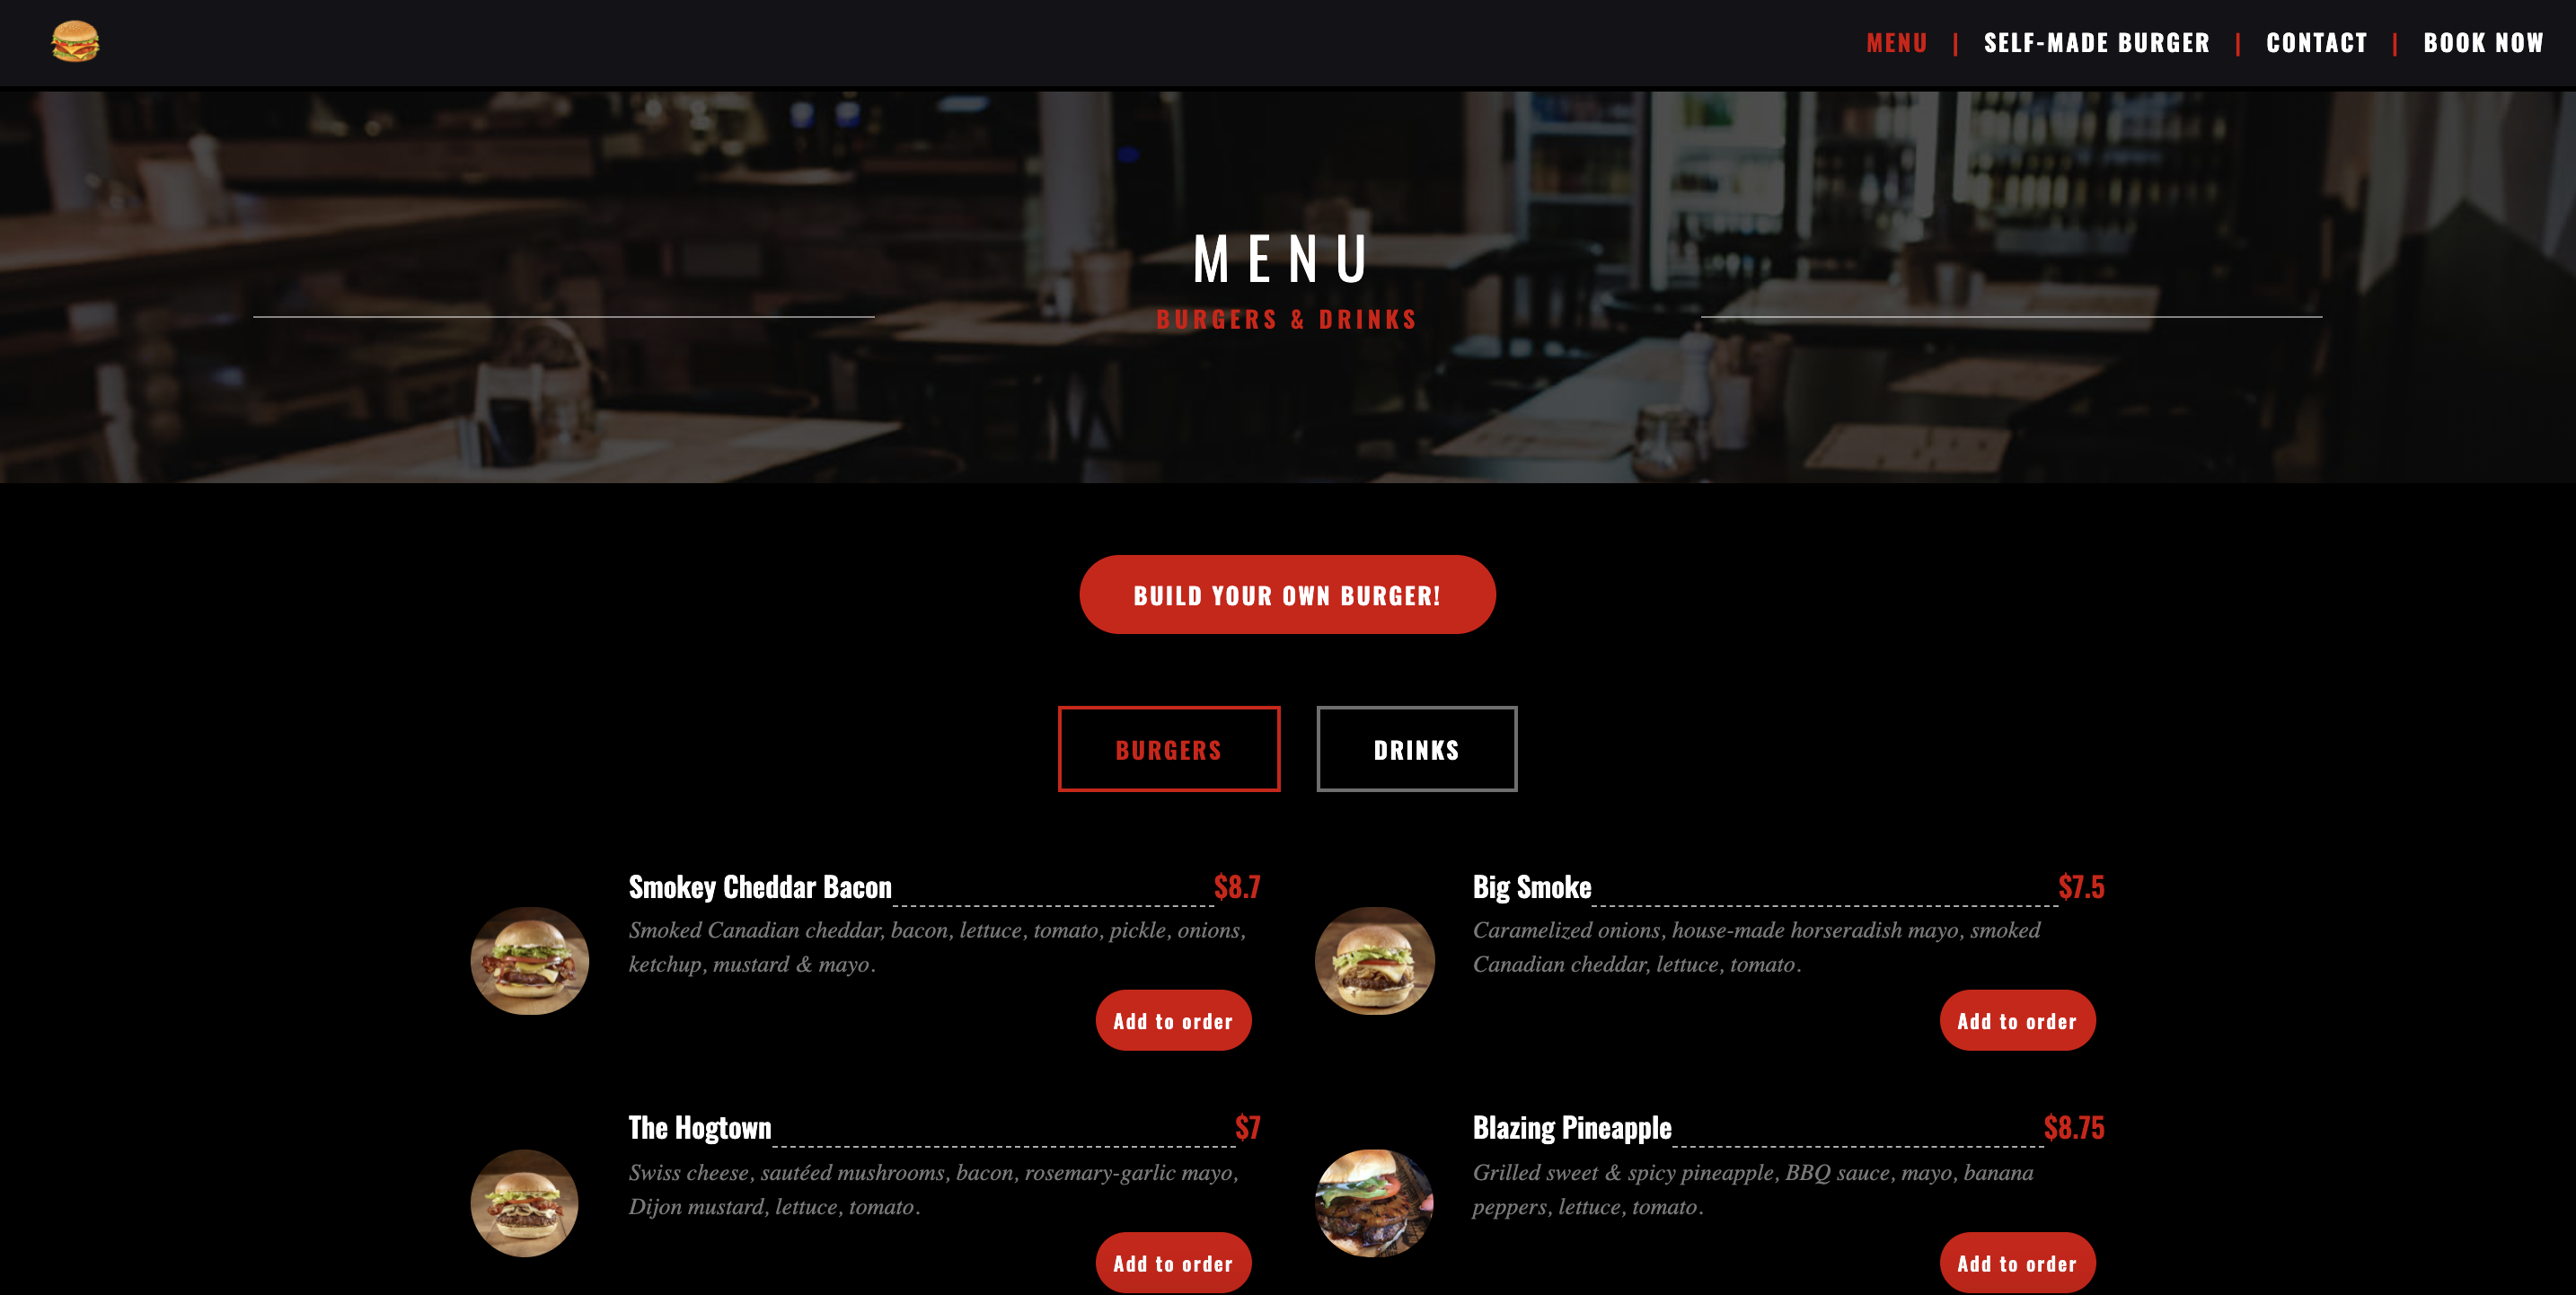 MENU | SELF-MADE BURGER | CONTACT | BOOK NOW
MENU
BURGERS & DRINKS
BUILD YOUR OWN BURGER!
BURGERS
DRINKS
Smokey Cheddar Bacon $8.7
Smoked Canadian cheddar, bacon, lettuce, tomato, pickle, onions,
ketchup, mustard & mayo.
Add to order
Big Smoke $7.5
Caramelized onions, house-made horseradish mayo, smoked
Canadian cheddar, lettuce, tomato.
Add to order
The Hogtown $7
Swiss cheese, sautéed mushrooms, bacon, rosemary-garlic mayo,
Dijon mustard, lettuce, tomato.
Add to order
Blazing Pineapple $8.75
Grilled sweet & spicy pineapple, BBQ sauce, mayo, banana
peppers, lettuce, tomato.
Add to order